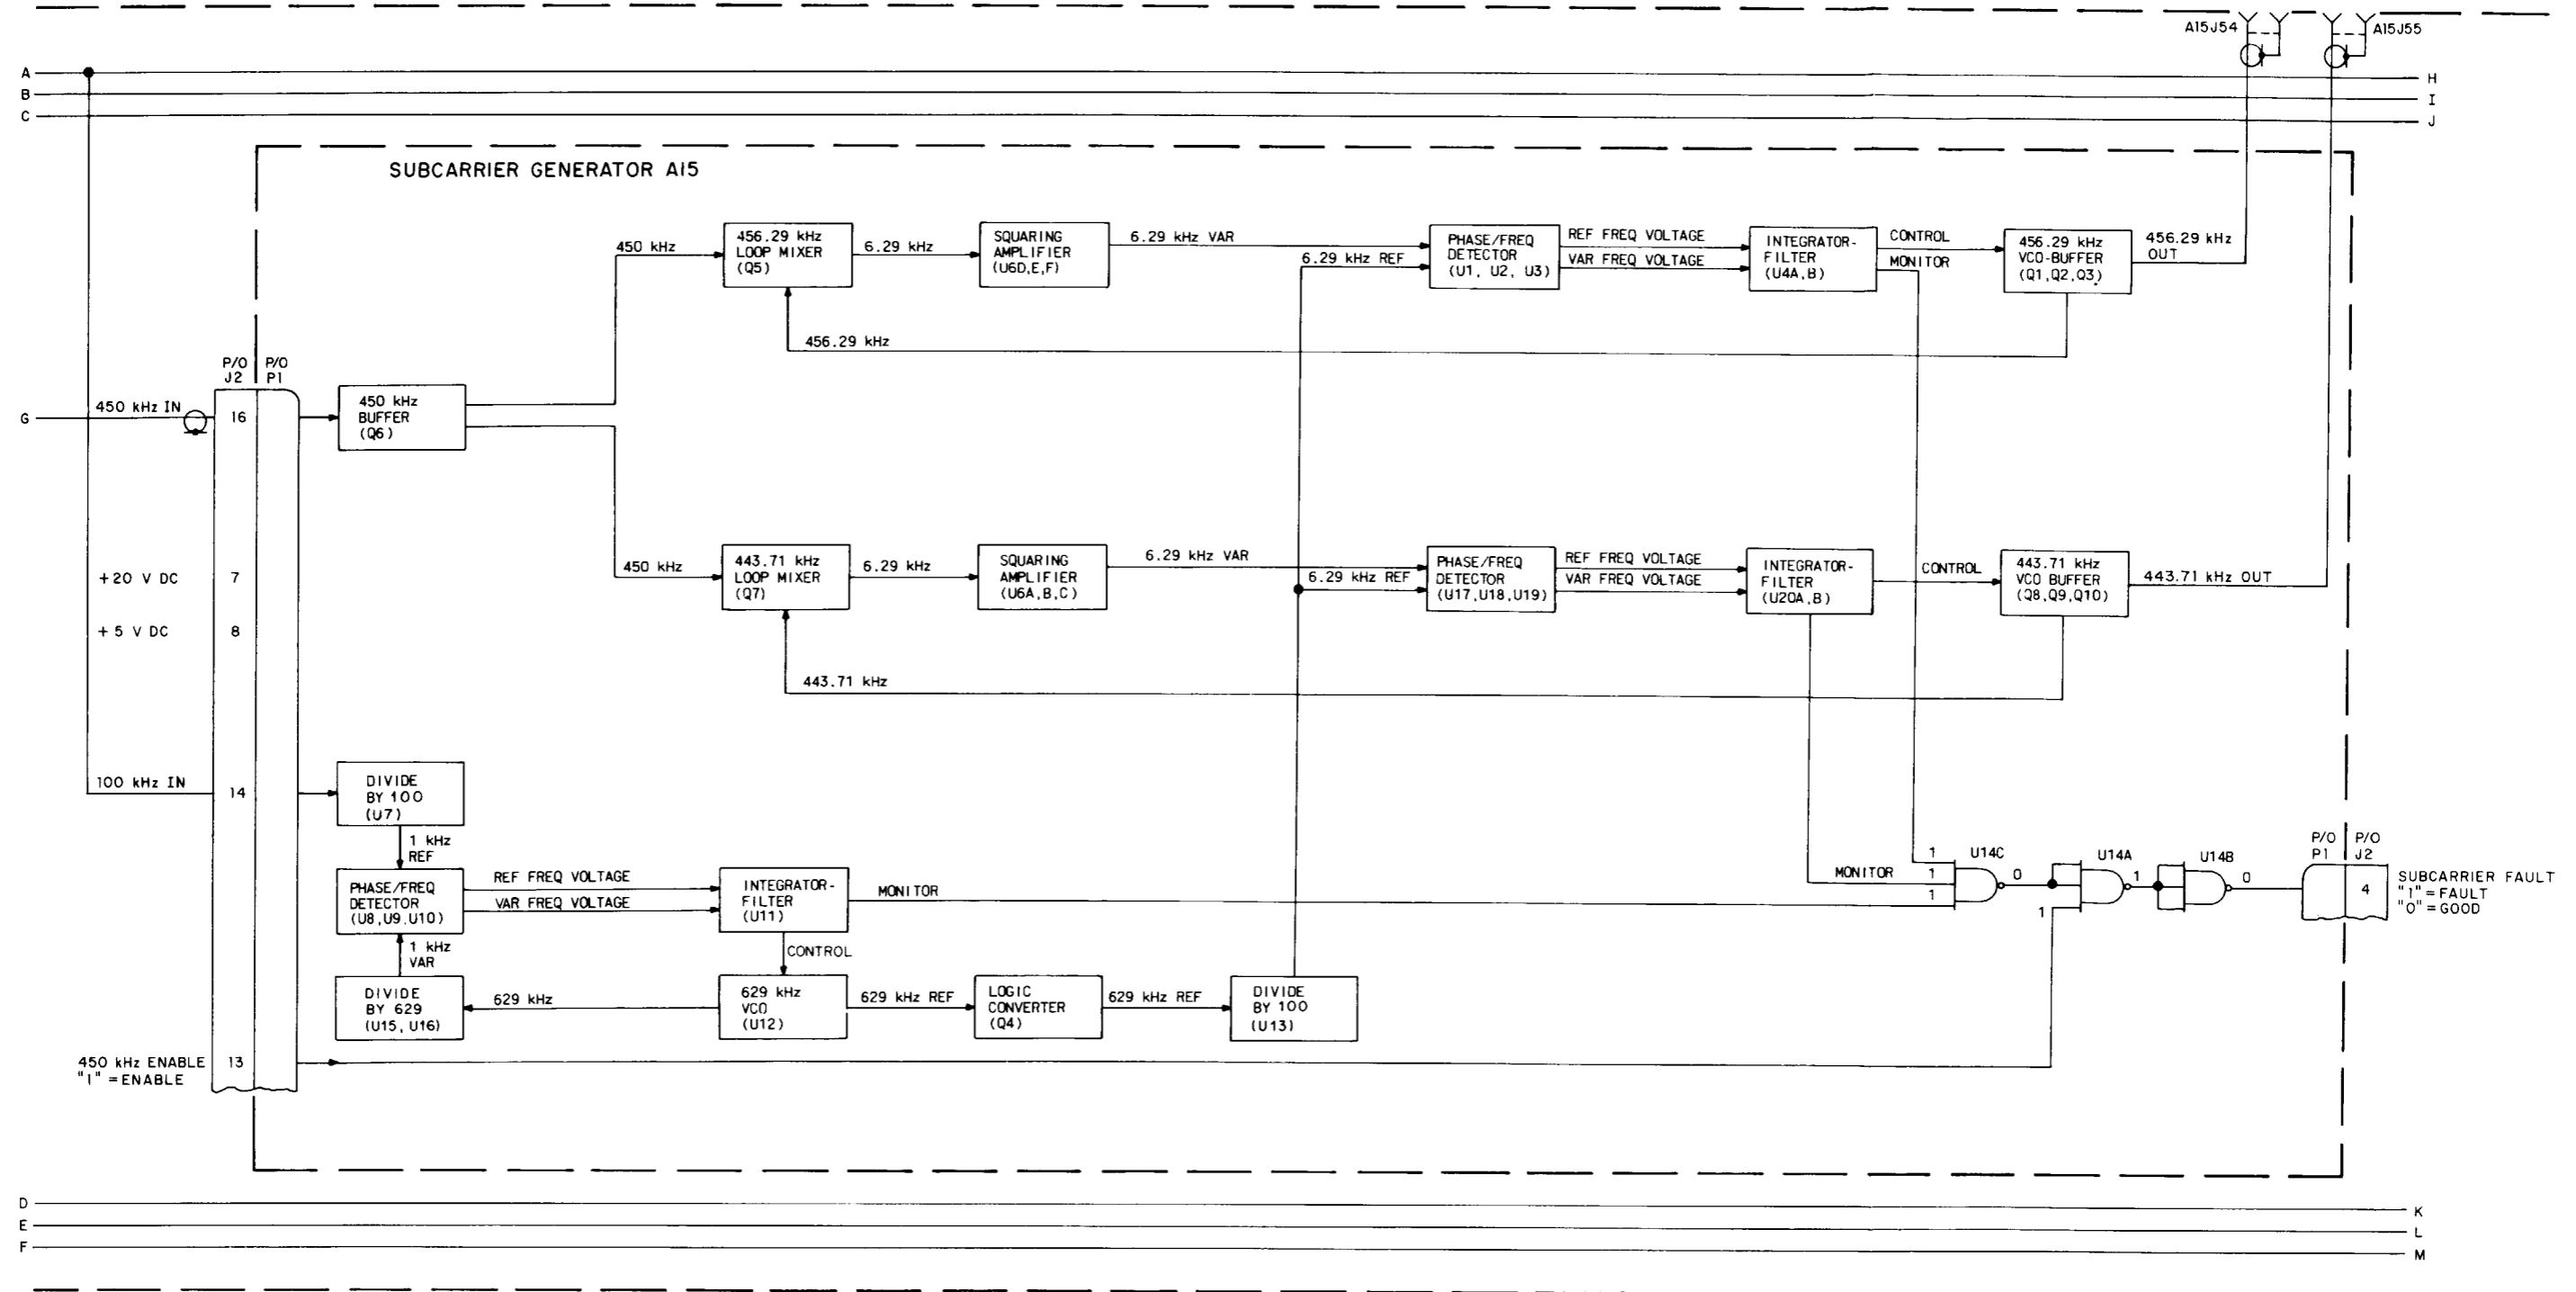 A15J54
A15J55
A
B
C
H
I
J
SUBCARRIER GENERATOR A15
450 kHz
456.29 kHz
LOOP MIXER
(Q5)
6.29 kHz
SQUARING
AMPLIFIER
(U6D,E,F)
6.29 kHz VAR
6.29 kHz REF
PHASE/FREQ
DETECTOR
(U1, U2, U3)
REF FREQ VOLTAGE
VAR FREQ VOLTAGE
INTEGRATOR-
FILTER
(U4A,B)
CONTROL
MONITOR
456.29 kHz
VCO-BUFFER
(Q1,Q2,Q3)
456.29 kHz
OUT
456.29 kHz
P/O P/O
J2 P1
G
450 kHz IN
16
450 kHz
BUFFER
(Q6)
450 kHz
443.71 kHz
LOOP MIXER
(Q7)
6.29 kHz
SQUARING
AMPLIFIER
(U6A,B,C)
6.29 kHz VAR
6.29 kHz REF
PHASE/FREQ
DETECTOR
(U17,U18,U19)
REF FREQ VOLTAGE
VAR FREQ VOLTAGE
INTEGRATOR-
FILTER
(U20A,B)
CONTROL
443.71 kHz
VCO BUFFER
(Q8,Q9,Q10)
443.71 kHz OUT
+20 V DC
7
+ 5 V DC
8
443.71 kHz
100 kHz IN
14
DIVIDE
BY 100
(U7)
1 kHz
REF
PHASE/FREQ
DETECTOR
(U8,U9,U10)
REF FREQ VOLTAGE
VAR FREQ VOLTAGE
INTEGRATOR-
FILTER
(U11)
MONITOR
MONITOR
1
1
1
U14C
0
1
U14A
1
U14B
0
P/O P/O
P1 J2
4
SUBCARRIER FAULT
"1" = FAULT
"0" = GOOD
1 kHz
VAR
CONTROL
DIVIDE
BY 629
(U15, U16)
629 kHz
629 kHz
VCO
(U12)
629 kHz REF
LOGIC
CONVERTER
(Q4)
629 kHz REF
DIVIDE
BY 100
(U13)
450 kHz ENABLE
"1" = ENABLE
13
D
E
F
K
L
M